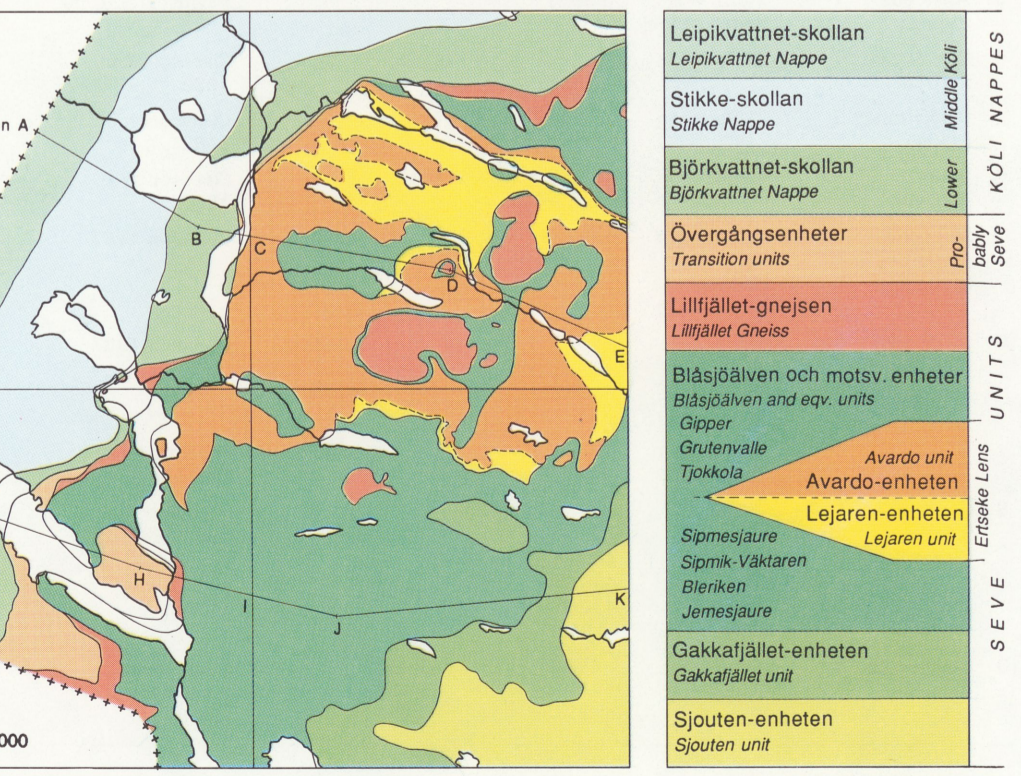 n A
B
C
D
E
H
I
J
K
000
Leipikvattnet-skollan
Leipikvattnet Nappe
Stikke-skollan
Stikke Nappe
Middle Köli
Björkvattnet-skollan
Björkvattnet Nappe
Lower
KÖLI NAPPES
Övergångsenheter
Transition units
Pro-
bably
Seve
Lillfjället-gnejsen
Lillfjället Gneiss
Blåsjöälven och motsv. enheter
Blåsjöälven and eqv. units
Gipper
Grutenvalle
Tjokkola
Avardo unit
Avardo-enheten
Lejaren-enheten
Lejaren unit
Ertseke Lens
Sipmesjaure
Sipmik-Väktaren
Bleriken
Jemesjaure
Gakkafjället-enheten
Gakkafjället unit
Sjouten-enheten
Sjouten unit
SEVE UNITS